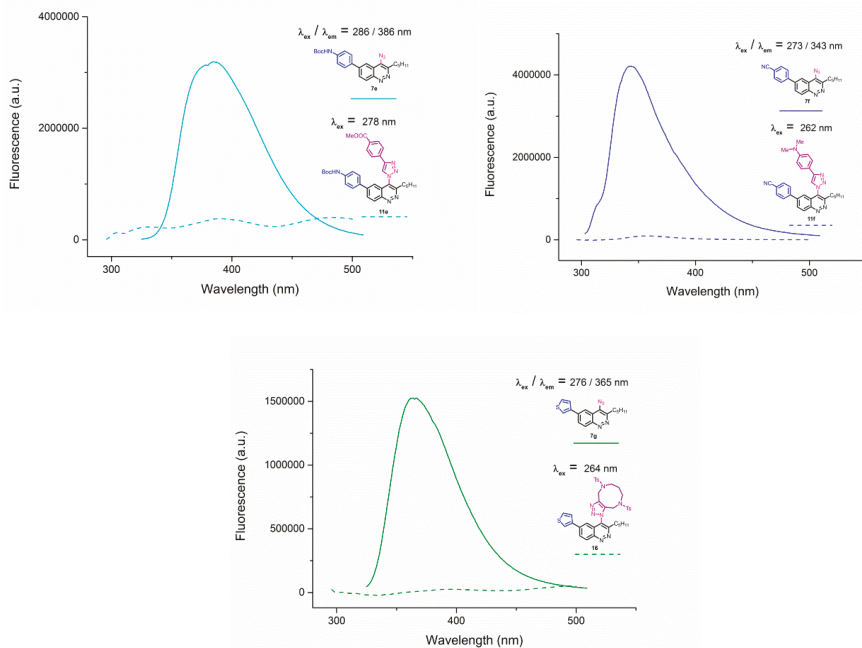 4000000
2000000
0
300
400
500
Fluorescence (a.u.)
Wavelength (nm)
λex / λem = 286 / 386 nm
N3
BocHN
C5H11
N
N
7e
λex = 278 nm
MeOOC
N
N
N
BocHN
C5H11
N
N
11e
4000000
2000000
0
300
400
500
Fluorescence (a.u.)
Wavelength (nm)
λex / λem = 273 / 343 nm
NC
N3
C5H11
N
N
7f
λex = 262 nm
Me
N
Me
N
N
N
NC
C5H11
N
N
11f
1500000
1000000
500000
0
300
400
500
Fluorescence (a.u.)
Wavelength (nm)
λex / λem = 276 / 365 nm
S
N3
C5H11
N
N
7g
λex = 264 nm
Ts
N
N
Ts
N
N
N
S
C5H11
N
N
16